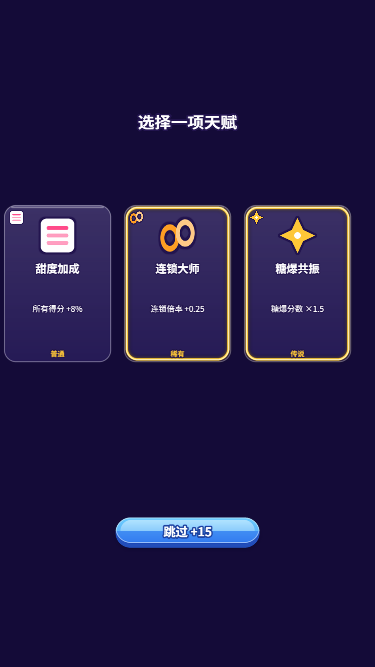 选择一项天赋
甜度加成
所有得分 +8%
普通
连锁大师
连锁倍率 +0.25
稀有
糖爆共振
糖爆分数 ×1.5
传说
跳过 +15